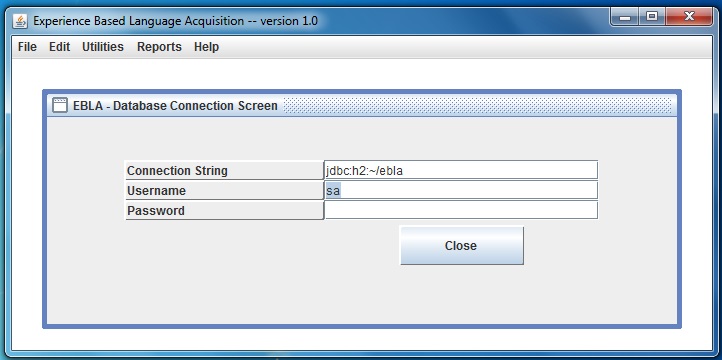 Experience Based Language Acquisition -- version 1.0
File Edit Utilities Reports Help
EBLA - Database Connection Screen
Connection String jdbc:h2:~/ebla
Username sa
Password
Close